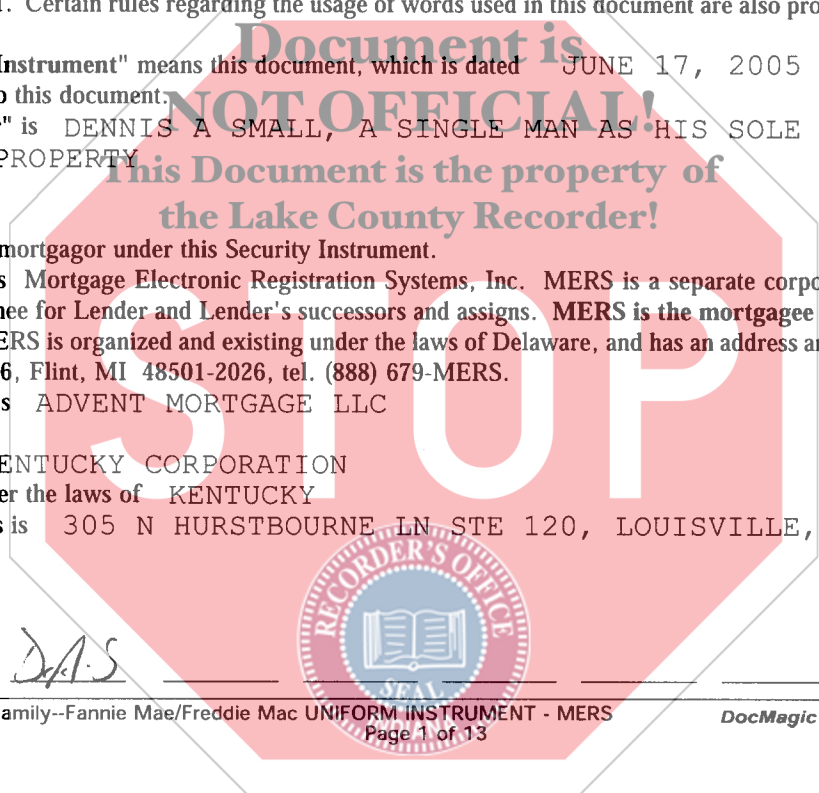 1. Certain rules regarding the usage of words used in this document are also pro
Document is
Instrument" means this document, which is dated JUNE 17, 2005
o this document.
NOT OFFICIAL!
" is DENNIS A SMALL, A SINGLE MAN AS HIS SOLE
PROPERTY
This Document is the property of
the Lake County Recorder!
mortgagor under this Security Instrument.
s Mortgage Electronic Registration Systems, Inc. MERS is a separate corpo
nee for Lender and Lender's successors and assigns. MERS is the mortgagee
ERS is organized and existing under the laws of Delaware, and has an address an
6, Flint, MI 48501-2026, tel. (888) 679-MERS.
s ADVENT MORTGAGE LLC
STOP
ENTUCKY CORPORATION
er the laws of KENTUCKY
s is 305 N HURSTBOURNE LN STE 120, LOUISVILLE,
RECORDER'S OFFICE
SEAL
INDIANA
D.A.S
amily--Fannie Mae/Freddie Mac UNIFORM INSTRUMENT - MERS DocMagic
Page 1 of 13